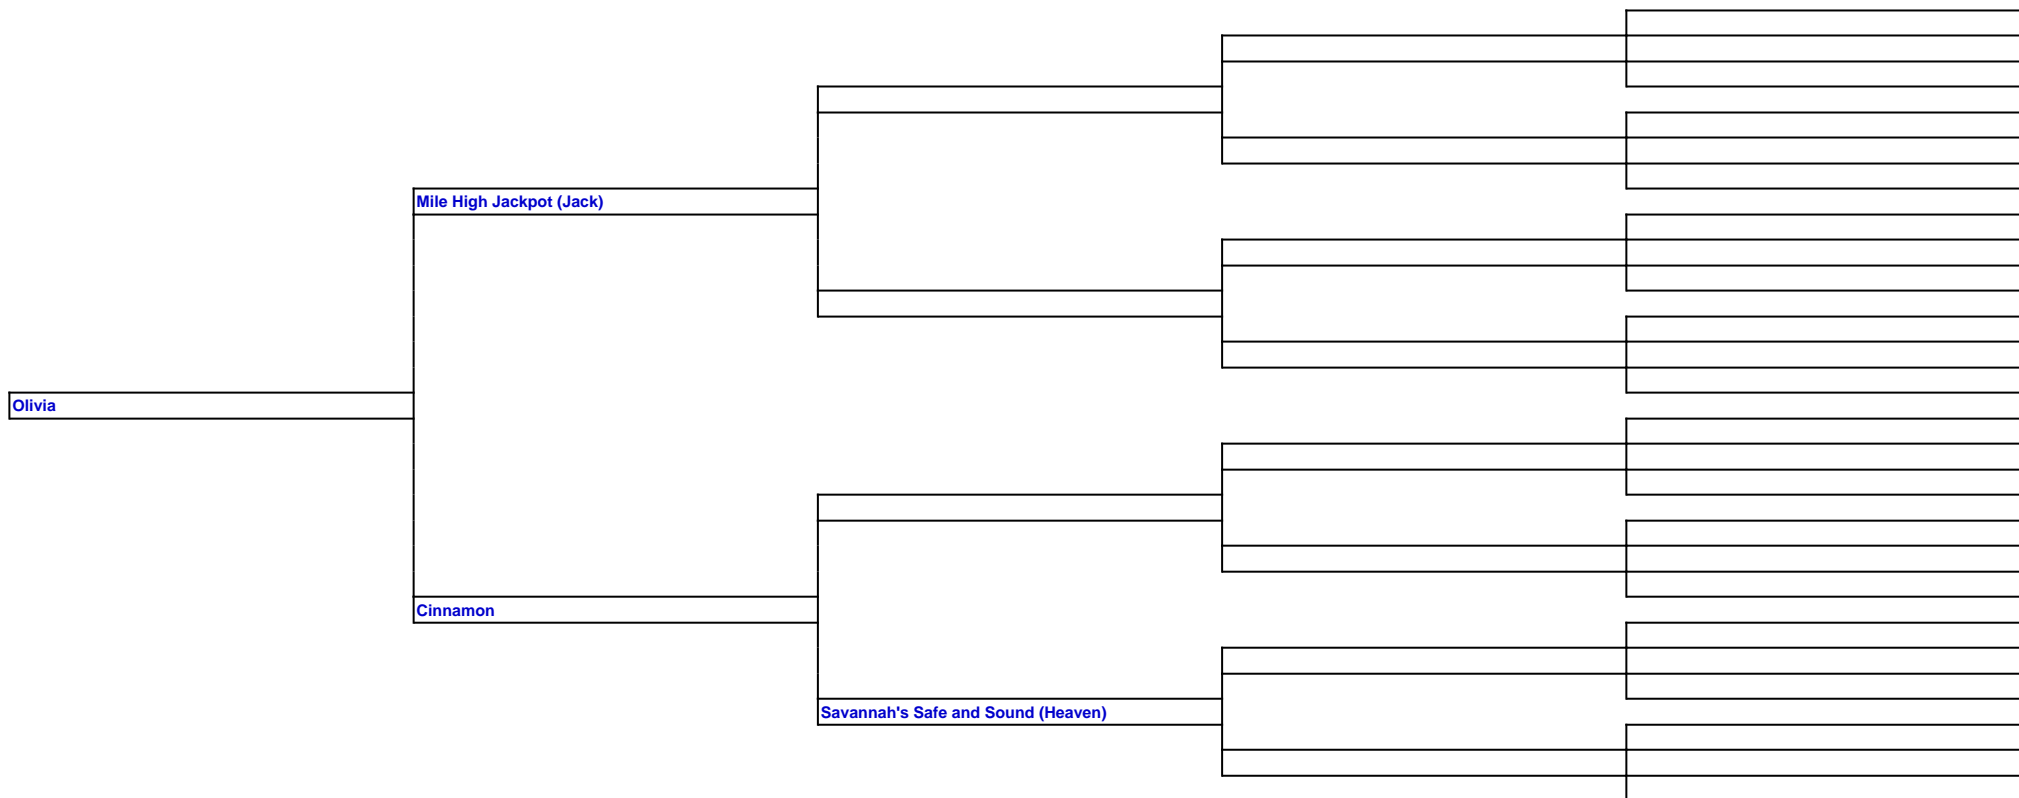 Mile High Jackpot (Jack)
Olivia
Cinnamon
Savannah's Safe and Sound (Heaven)